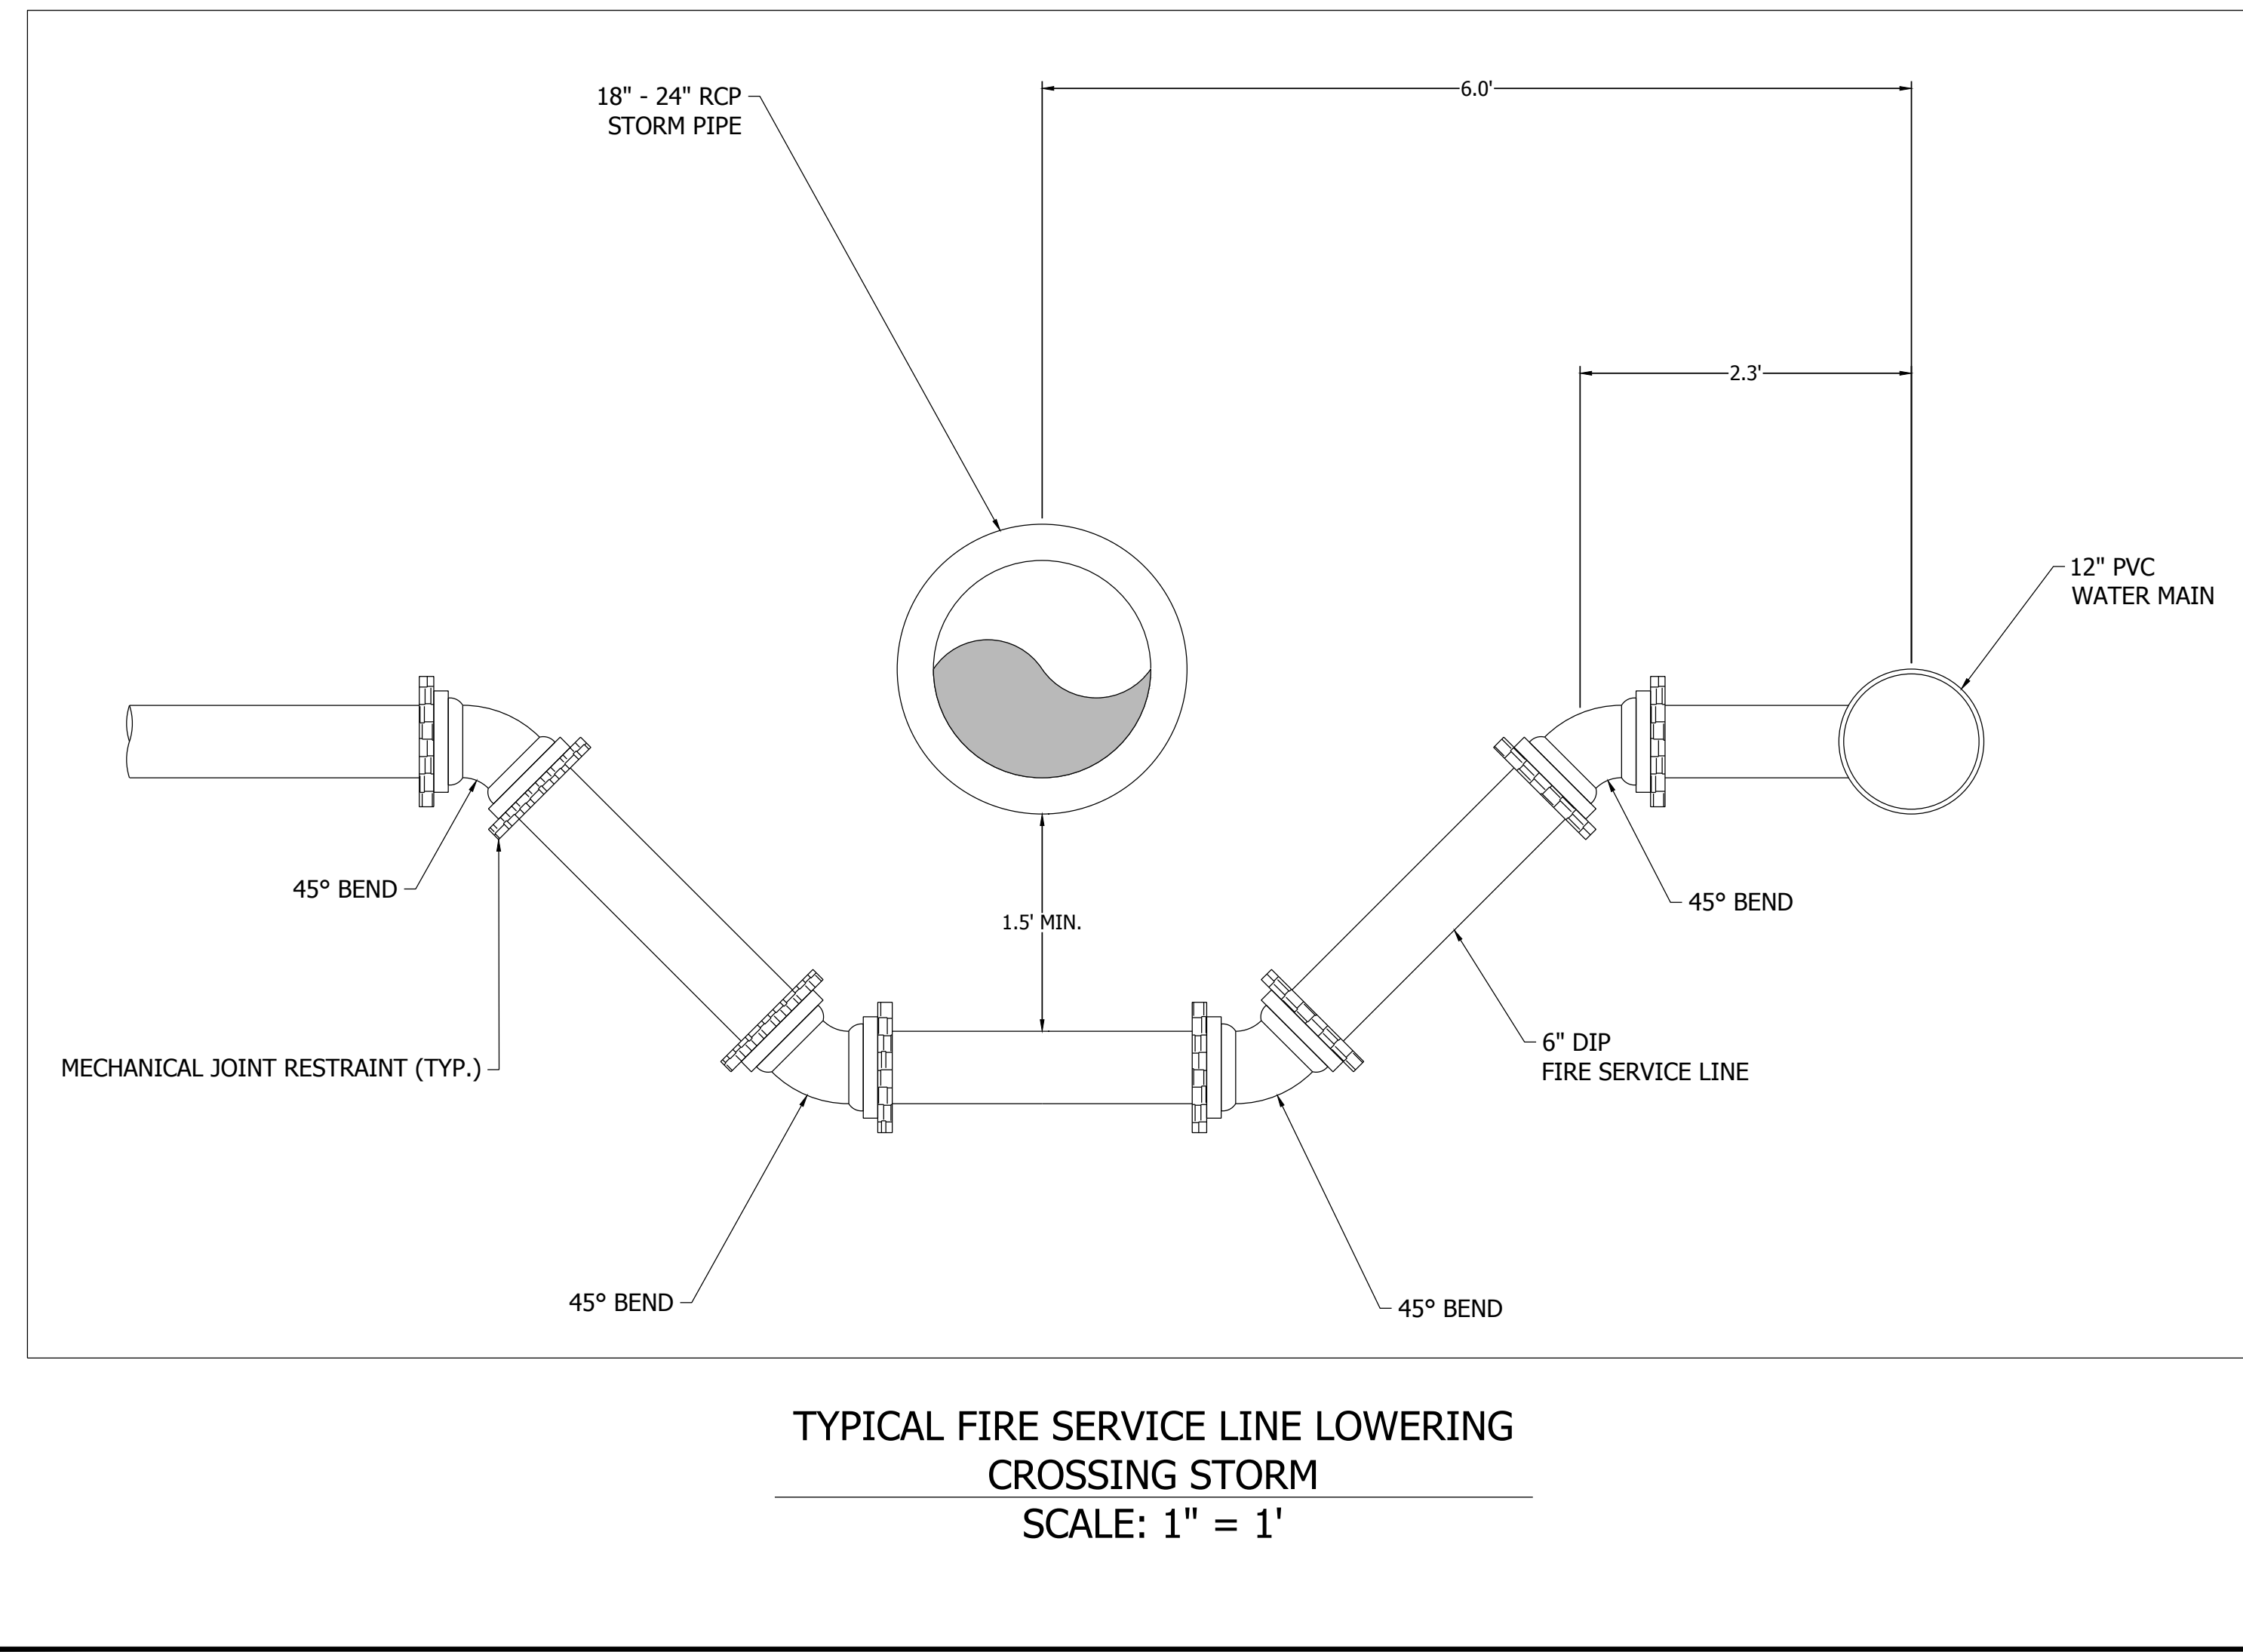 18" - 24" RCP
STORM PIPE
6.0'
2.3'
12" PVC
WATER MAIN
45° BEND
45° BEND
1.5' MIN.
MECHANICAL JOINT RESTRAINT (TYP.)
6" DIP
FIRE SERVICE LINE
45° BEND
45° BEND
TYPICAL FIRE SERVICE LINE LOWERING
CROSSING STORM
SCALE: 1" = 1'